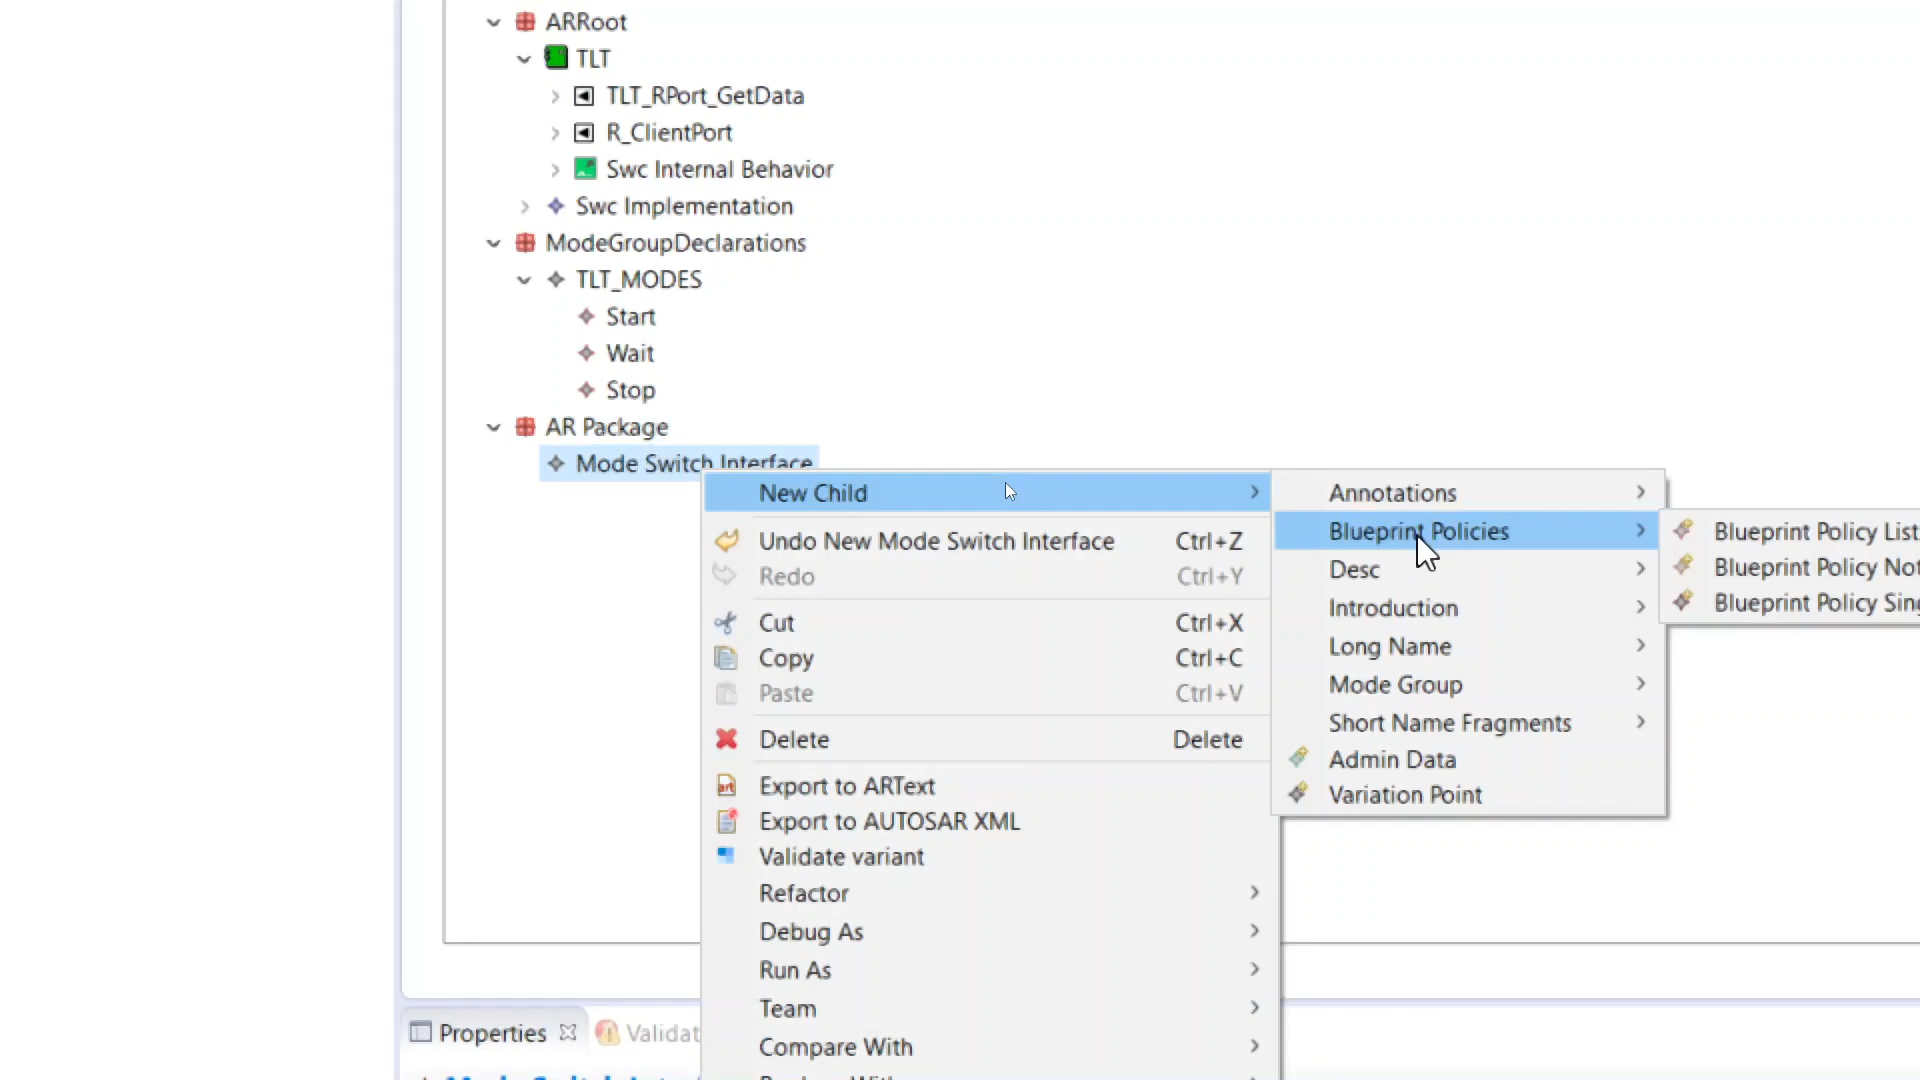 ARRoot
TLT
TLT_RPort_GetData
R_ClientPort
Swc Internal Behavior
Swc Implementation
ModeGroupDeclarations
TLT_MODES
Start
Wait
Stop
AR Package
Mode Switch Interface
New Child
Undo New Mode Switch Interface Ctrl+Z
Redo Ctrl+Y
Cut Ctrl+X
Copy Ctrl+C
Paste Ctrl+V
Delete Delete
Export to ARText
Export to AUTOSAR XML
Validate variant
Refactor
Debug As
Run As
Team
Compare With
Annotations
Blueprint Policies
Desc
Introduction
Long Name
Mode Group
Short Name Fragments
Admin Data
Variation Point
Blueprint Policy List
Blueprint Policy Not
Blueprint Policy Sing
Properties
Validat